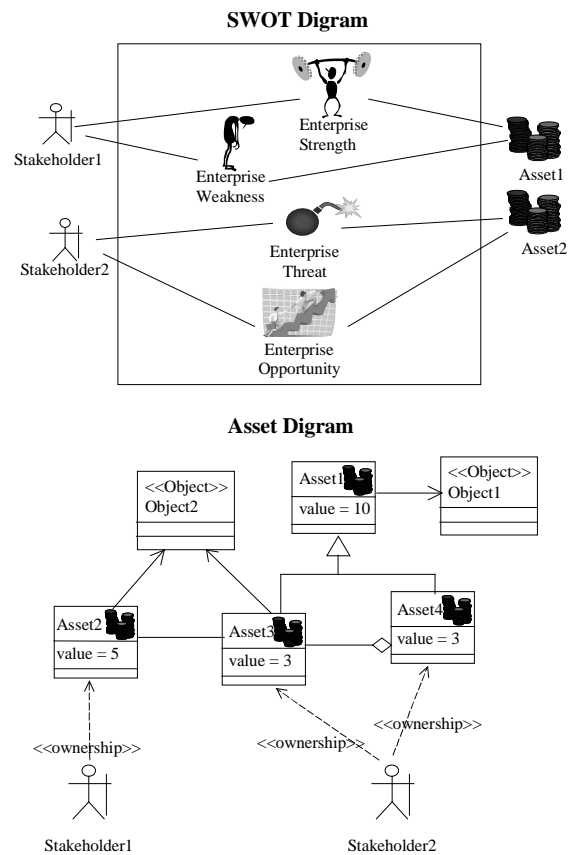 SWOT Digram
Enterprise
Strength
Stakeholder1
Asset1
Enterprise
Weakness
Stakeholder2
Asset2
Enterprise
Threat
Enterprise
Opportunity
Asset Digram
<<Object>>
Object2
Asset1
value = 10
<<Object>>
Object1
Asset2
value = 5
Asset3
value = 3
Asset4
value = 3
<<ownership>>
<<ownership>>
<<ownership>>
Stakeholder1
Stakeholder2